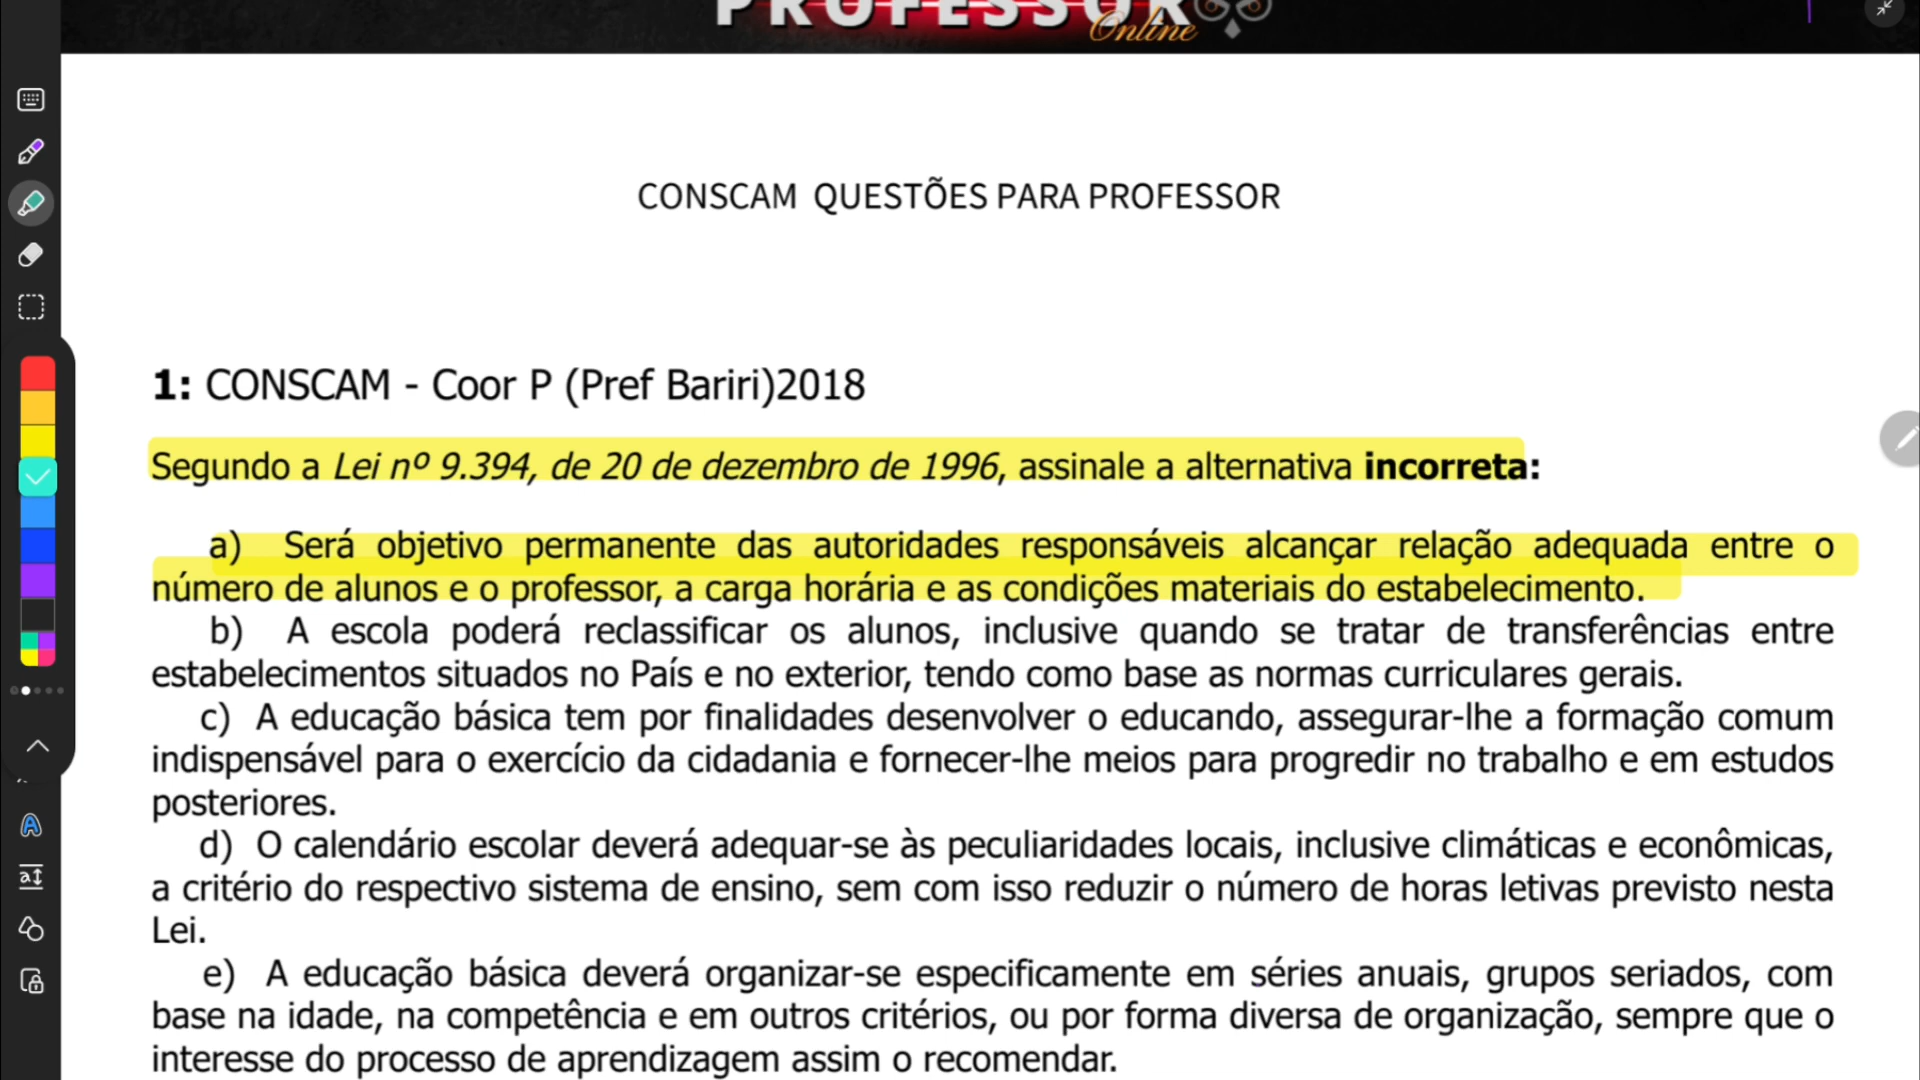 PROFESSOR
Online
CONSCAM QUESTÕES PARA PROFESSOR
1: CONSCAM - Coor P (Pref Bariri)2018
Segundo a Lei nº 9.394, de 20 de dezembro de 1996, assinale a alternativa incorreta:
a) Será objetivo permanente das autoridades responsáveis alcançar relação adequada entre o
número de alunos e o professor, a carga horária e as condições materiais do estabelecimento.
b) A escola poderá reclassificar os alunos, inclusive quando se tratar de transferências entre
estabelecimentos situados no País e no exterior, tendo como base as normas curriculares gerais.
c) A educação básica tem por finalidades desenvolver o educando, assegurar-lhe a formação comum
indispensável para o exercício da cidadania e fornecer-lhe meios para progredir no trabalho e em estudos
posteriores.
d) O calendário escolar deverá adequar-se às peculiaridades locais, inclusive climáticas e econômicas,
a critério do respectivo sistema de ensino, sem com isso reduzir o número de horas letivas previsto nesta
Lei.
e) A educação básica deverá organizar-se especificamente em séries anuais, grupos seriados, com
base na idade, na competência e em outros critérios, ou por forma diversa de organização, sempre que o
interesse do processo de aprendizagem assim o recomendar.